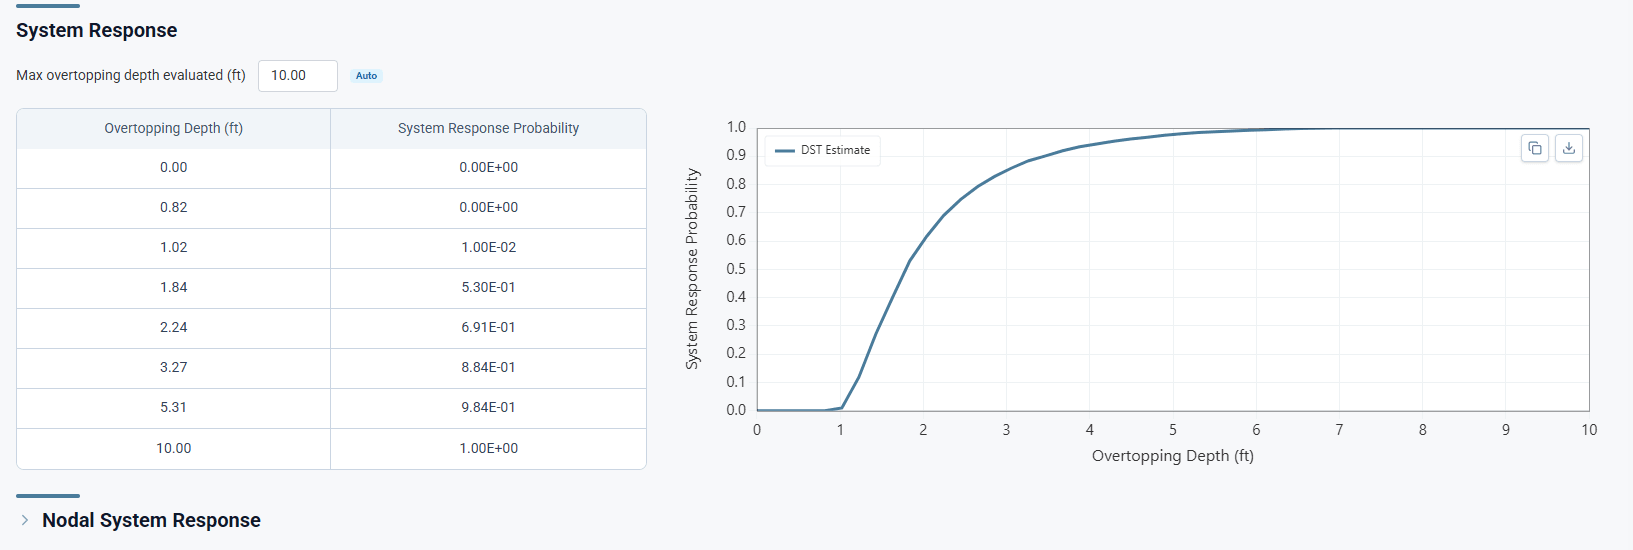 System Response
Max overtopping depth evaluated (ft) 10.00 Auto
Overtopping Depth (ft) System Response Probability
0.00 0.00E+00
0.82 0.00E+00
1.02 1.00E-02
1.84 5.30E-01
2.24 6.91E-01
3.27 8.84E-01
5.31 9.84E-01
10.00 1.00E+00
System Response Probability
1.0
0.9
0.8
0.7
0.6
0.5
0.4
0.3
0.2
0.1
0.0
DST Estimate
0 1 2 3 4 5 6 7 8 9 10
Overtopping Depth (ft)
Nodal System Response